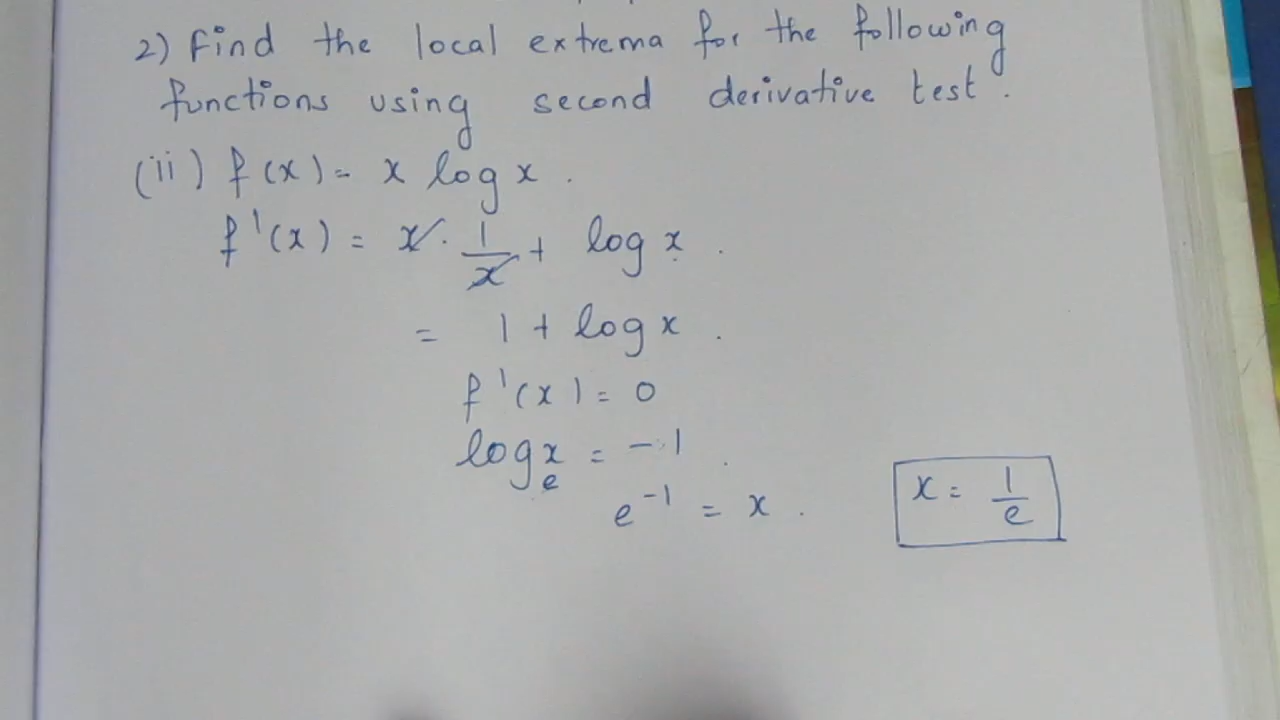 2) Find the local extrema for the following
functions using second derivative test.
(ii) f(x) = x log x.
f'(x) = x · 1/x + log x.
= 1 + log x.
f'(x) = 0
log x e = -1.
e^-1 = x.
x = 1/e